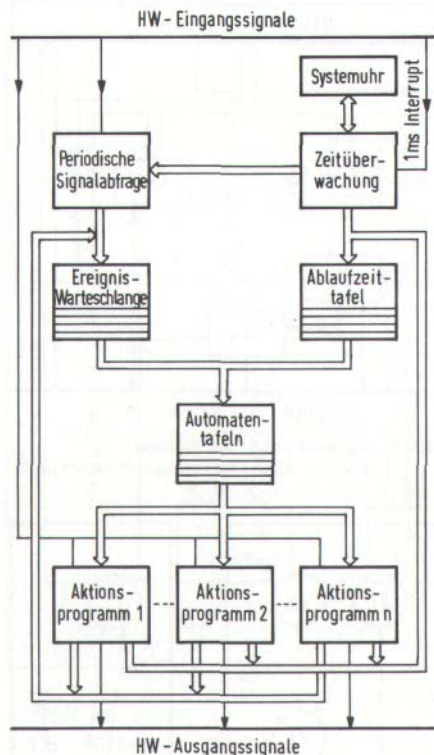 HW-Eingangssignale
Systemuhr
1ms Interrupt
Periodische
Signalabfrage
Zeitüber-
wachung
Ereignis-
Warteschlange
Ablaufzeit-
tafel
Automaten-
tafeln
Aktions-
programm 1
Aktions-
programm 2
Aktions-
programm n
HW-Ausgangssignale